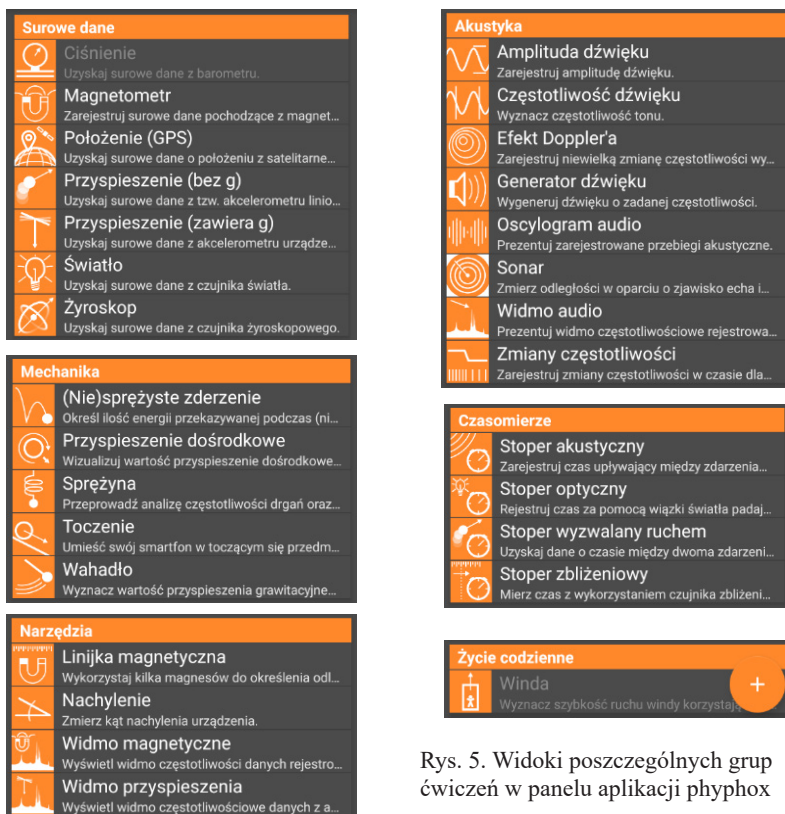 Surowe dane
Ciśnienie
Uzyskaj surowe dane z barometru.
Magnetometr
Zarejestruj surowe dane pochodzące z magnet...
Położenie (GPS)
Uzyskaj surowe dane o położeniu z satelitarne...
Przyspieszenie (bez g)
Uzyskaj surowe dane z tzw. akcelerometru linio...
Przyspieszenie (zawiera g)
Uzyskaj surowe dane z akcelerometru urządze...
Światło
Uzyskaj surowe dane z czujnika światła.
Żyroskop
Uzyskaj surowe dane z czujnika żyroskopowego.
Mechanika
(Nie)sprężyste zderzenie
Określ ilość energii przekazywanej podczas (ni...
Przyspieszenie dośrodkowe
Wizualizuj wartość przyspieszenie dośrodkowe...
Sprężyna
Przeprowadź analizę częstotliwości drgań oraz...
Toczenie
Umieść swój smartfon w toczącym się przedm...
Wahadło
Wyznacz wartość przyspieszenia grawitacyjne...
Narzędzia
Linijka magnetyczna
Wykorzystaj kilka magnesów do określenia odl...
Nachylenie
Zmierz kąt nachylenia urządzenia.
Widmo magnetyczne
Wyświetl widmo częstotliwości danych rejestro...
Widmo przyspieszenia
Wyświetl widmo częstotliwościowe danych z a...
Akustyka
Amplituda dźwięku
Zarejestruj amplitudę dźwięku.
Częstotliwość dźwięku
Wyznacz częstotliwość tonu.
Efekt Doppler'a
Zarejestruj niewielką zmianę częstotliwości wy...
Generator dźwięku
Wygeneruj dźwięku o zadanej częstotliwości.
Oscylogram audio
Prezentuj zarejestrowane przebiegi akustyczne.
Sonar
Zmierz odległości w oparciu o zjawisko echa i...
Widmo audio
Prezentuj widmo częstotliwościowe rejestrowa...
Zmiany częstotliwości
Zarejestruj zmiany częstotliwości w czasie dla...
Czasomierze
Stoper akustyczny
Zarejestruj czas upływający między zdarzenia...
Stoper optyczny
Rejestruj czas za pomocą wiązki światła padaj...
Stoper wyzwalany ruchem
Uzyskaj dane o czasie między dwoma zdarzeni...
Stoper zbliżeniowy
Mierz czas z wykorzystaniem czujnika zbliżeni...
Życie codzienne
Winda
Wyznacz szybkość ruchu windy korzystaj
+
Rys. 5. Widoki poszczególnych grup
ćwiczeń w panelu aplikacji phyphox